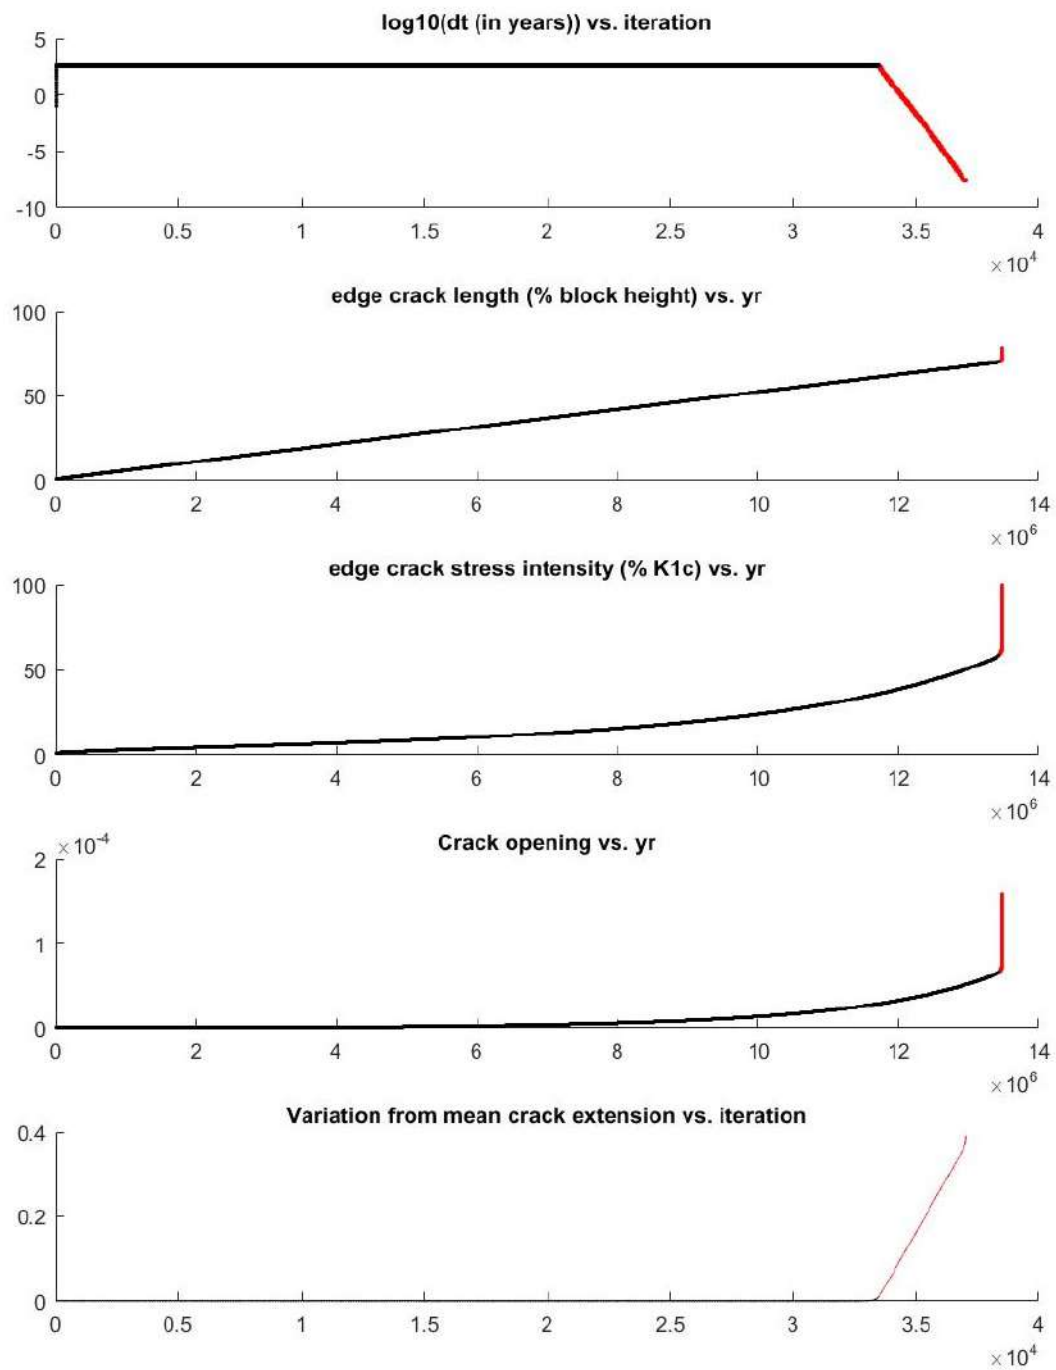 log10(dt (in years)) vs. iteration
5
0
-5
-10
0 0.5 1 1.5 2 2.5 3 3.5 4
×10^4
edge crack length (% block height) vs. yr
100
50
0
0 2 4 6 8 10 12 14
×10^6
edge crack stress intensity (% K1c) vs. yr
100
50
0
0 2 4 6 8 10 12 14
×10^6
Crack opening vs. yr
×10^-4
2
1
0
0 2 4 6 8 10 12 14
×10^6
Variation from mean crack extension vs. iteration
0.4
0.2
0
0 0.5 1 1.5 2 2.5 3 3.5 4
×10^4